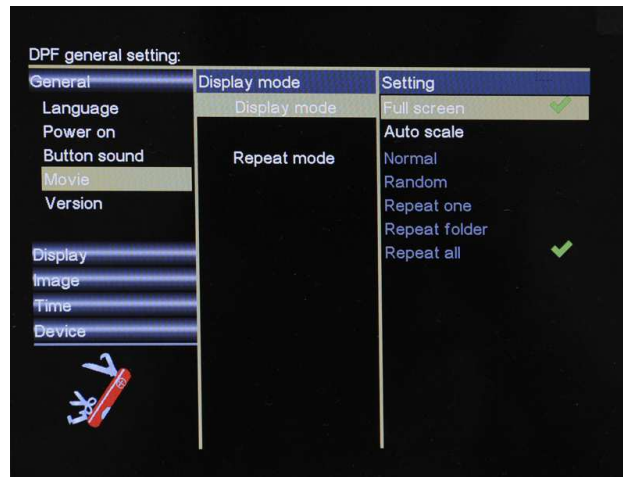 DPF general setting:
General
Language
Power on
Button sound
Movie
Version
Display
Image
Time
Device
Display mode
Display mode
Repeat mode
Setting
Full screen
Auto scale
Normal
Random
Repeat one
Repeat folder
Repeat all